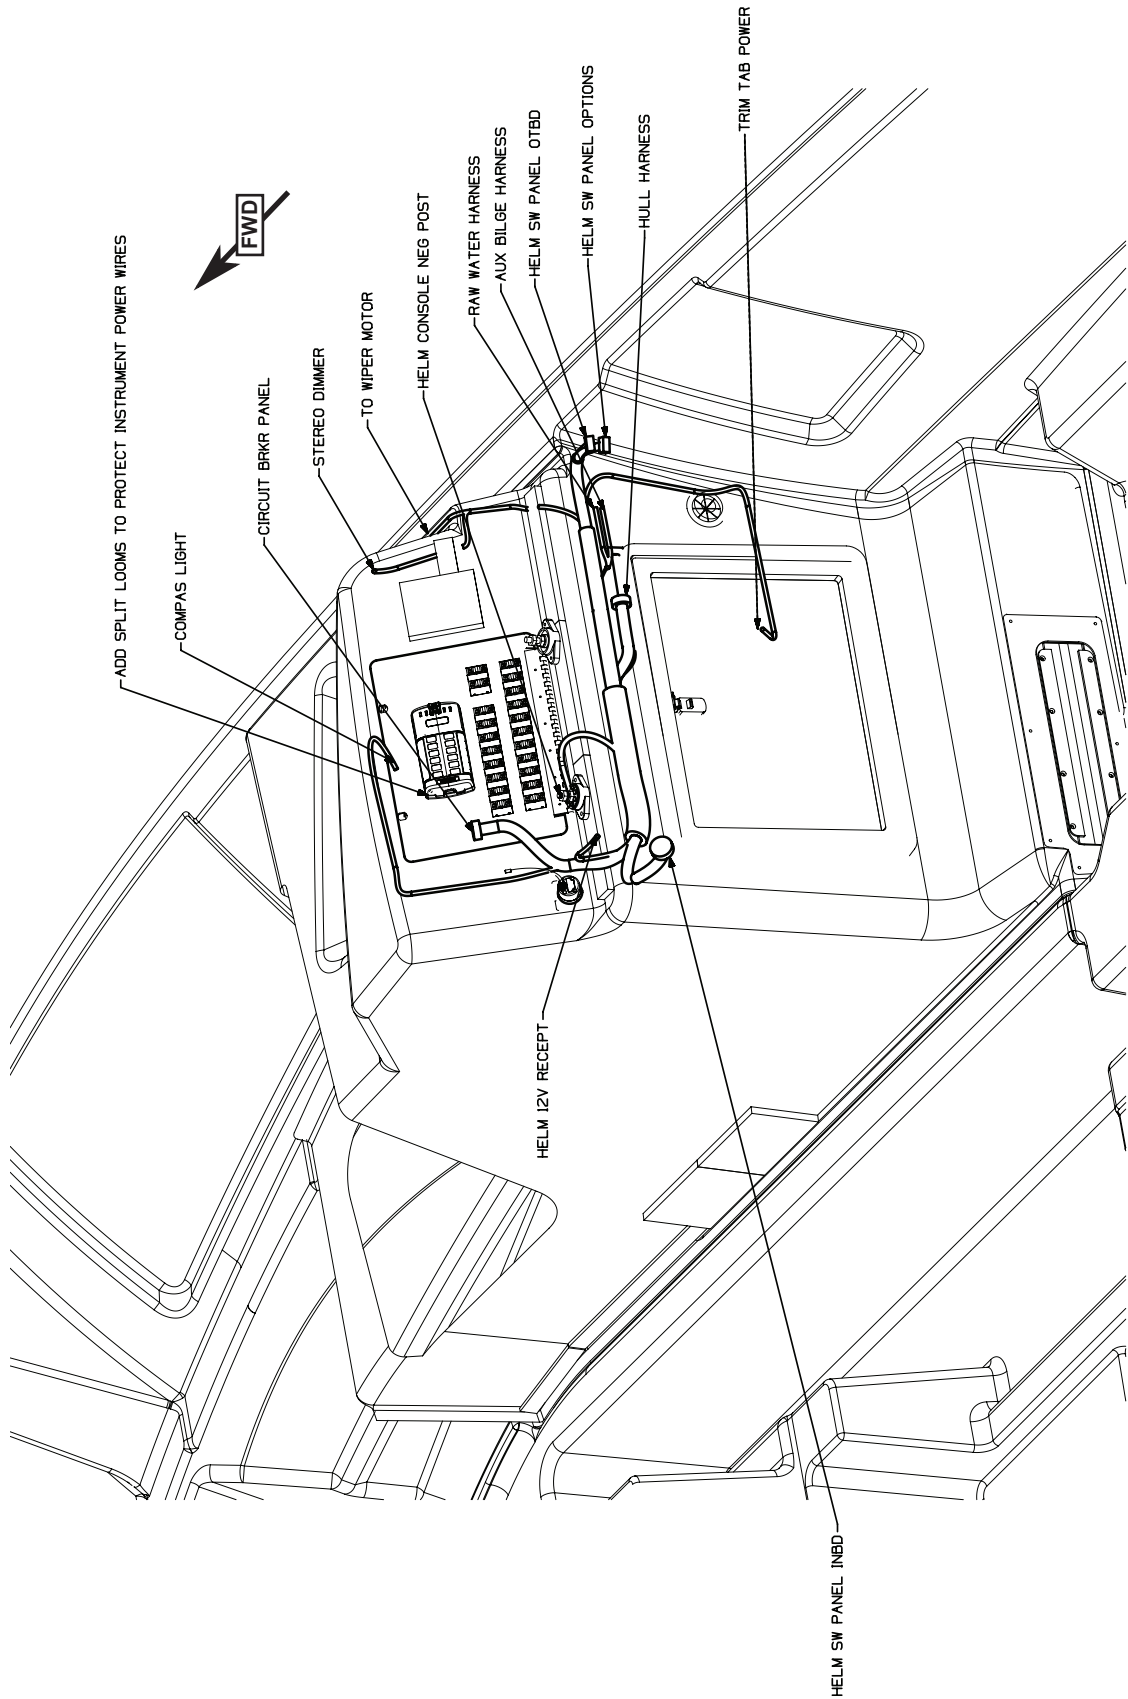 ADD SPLIT LOOMS TO PROTECT INSTRUMENT POWER WIRES
COMPAS LIGHT
FWD
CIRCUIT BRKR PANEL
STEREO DIMMER
TO WIPER MOTOR
HELM CONSOLE NEG POST
RAW WATER HARNESS
AUX BILGE HARNESS
HELM SW PANEL OTBD
HELM SW PANEL OPTIONS
HULL HARNESS
TRIM TAB POWER
HELM 12V RECEPT
HELM SW PANEL INBD